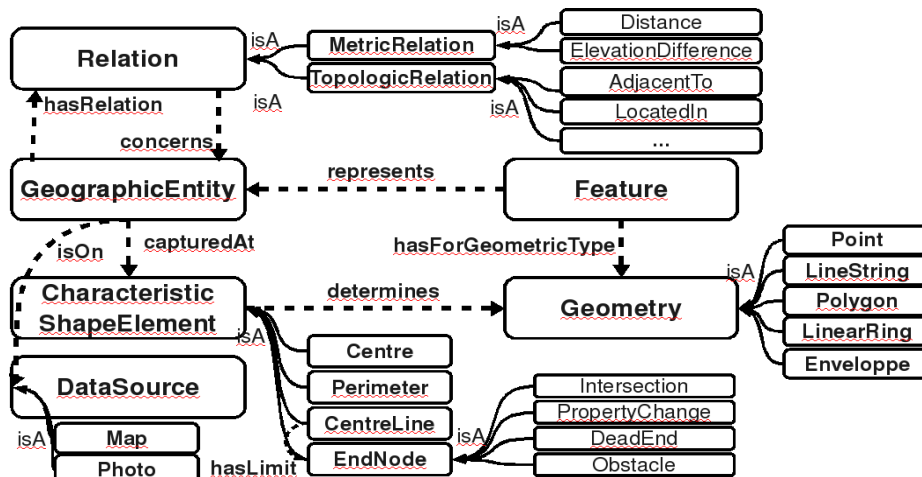 Relation
isA
MetricRelation
isA
Distance
ElevationDifference
TopologicRelation
isA
isA
AdjacentTo
LocatedIn
...
hasRelation
concerns
GeographicEntity
represents
Feature
isOn
capturedAt
hasForGeometricType
Characteristic
ShapeElement
determines
Geometry
isA
Point
LineString
Polygon
LinearRing
Enveloppe
isA
Centre
Perimeter
CentreLine
EndNode
hasLimit
isA
Intersection
PropertyChange
DeadEnd
Obstacle
DataSource
isA
Map
Photo